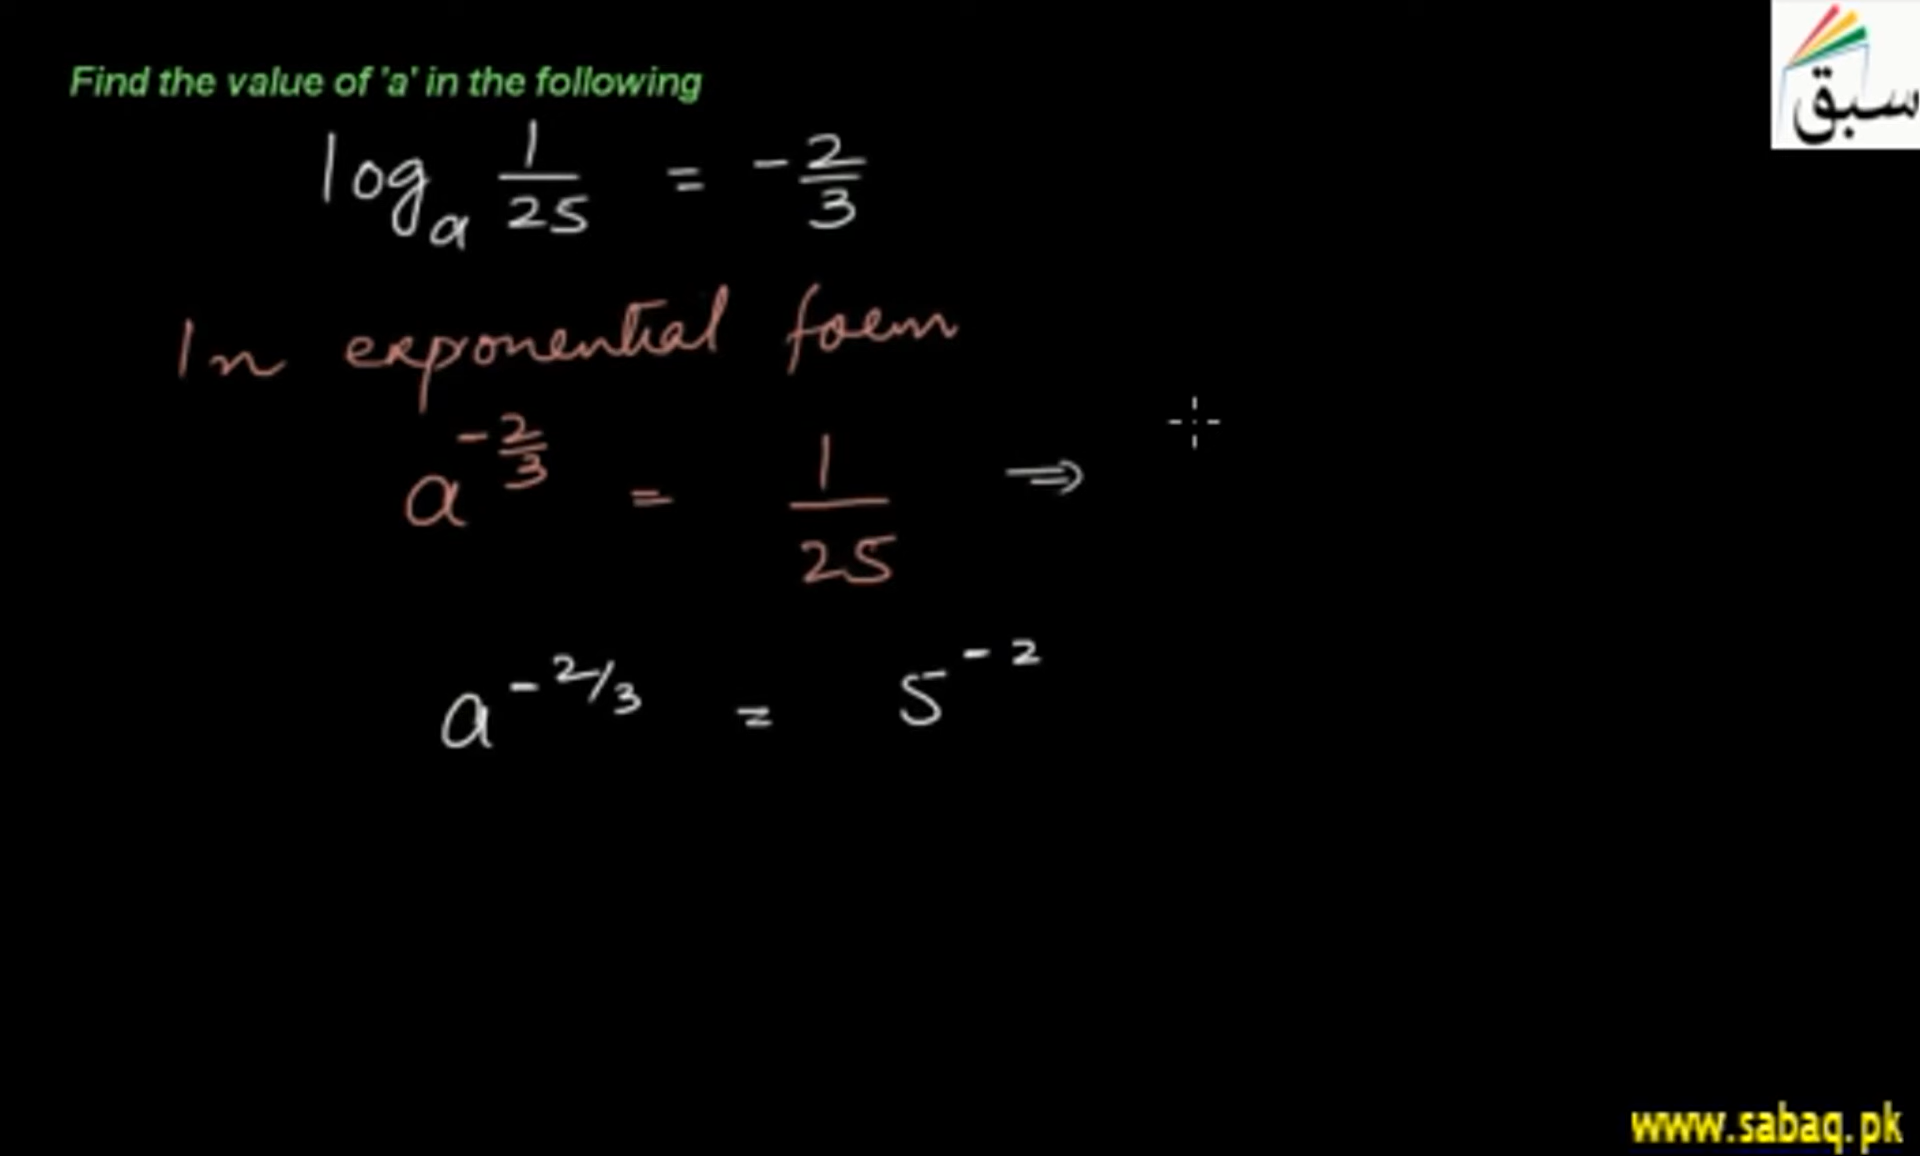 Find the value of 'a' in the following
سبق
log_a 1/25 = -2/3
In exponential form
a^{-2/3} = 1/25 ⇒
a^{-2/3} = 5^{-2}
www.sabaq.pk